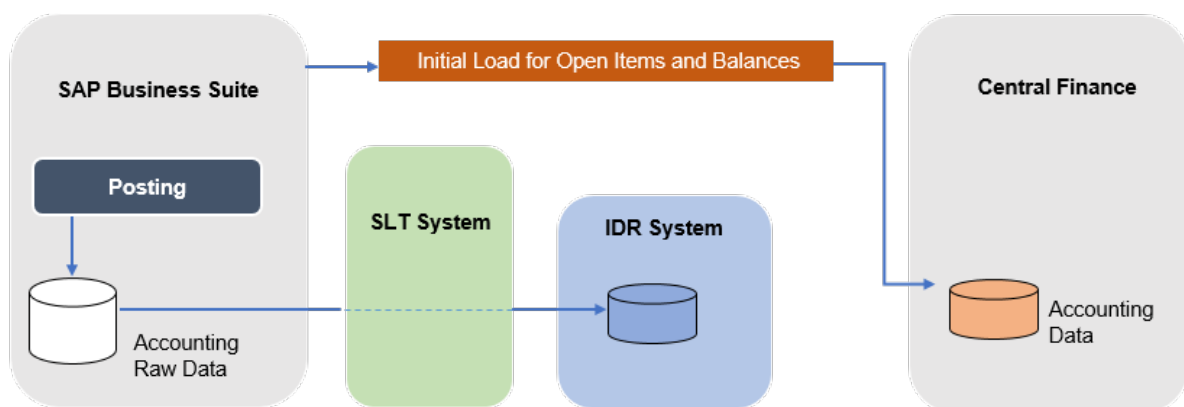 Initial Load for Open Items and Balances
SAP Business Suite
Central Finance
Posting
SLT System
IDR System
Accounting
Raw Data
Accounting
Data